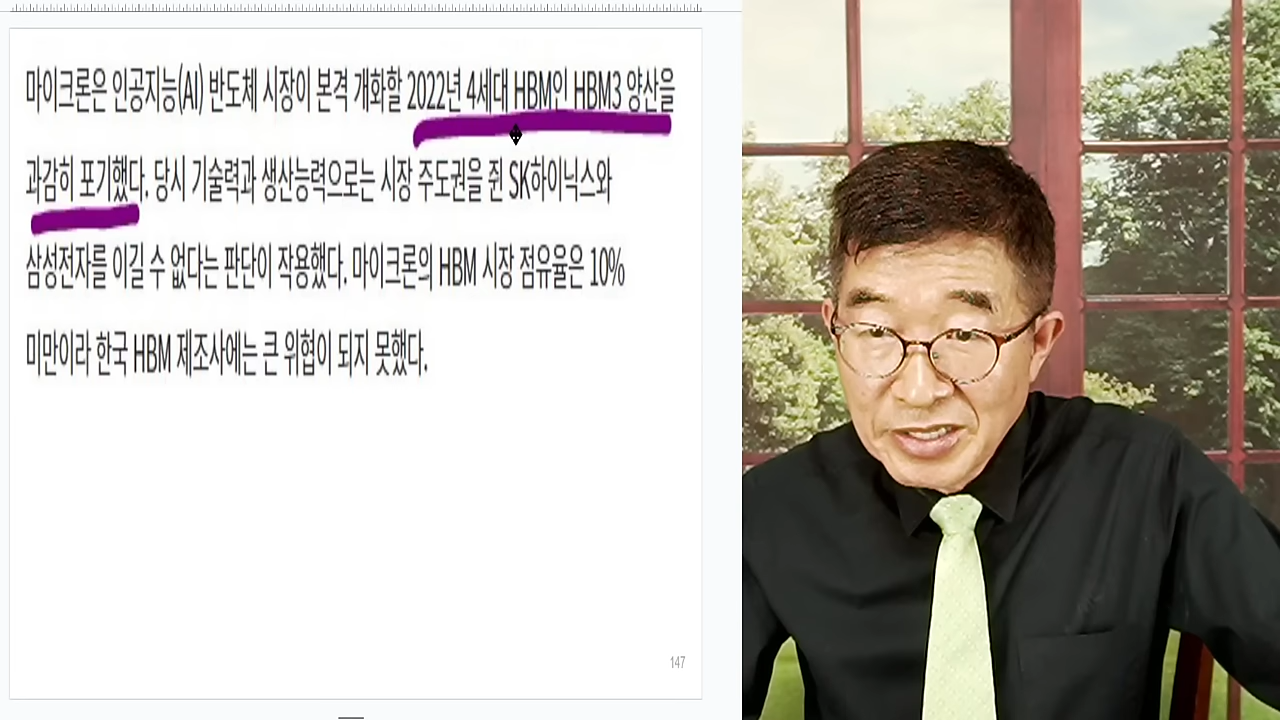 마이크론은 인공지능(AI) 반도체 시장이 본격 개화할 2022년 4세대 HBM인 HBM3 양산을
과감히 포기했다. 당시 기술력과 생산능력으로는 시장 주도권을 쥔 SK하이닉스와
삼성전자를 이길 수 없다는 판단이 작용했다. 마이크론의 HBM 시장 점유율은 10%
미만이라 한국 HBM 제조사에는 큰 위협이 되지 못했다.
147